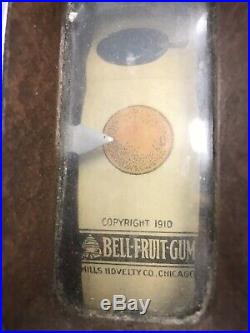 COPYRIGHT 1910
BELL-FRUIT-GUM
MILLS NOVELTY CO. CHICAGO